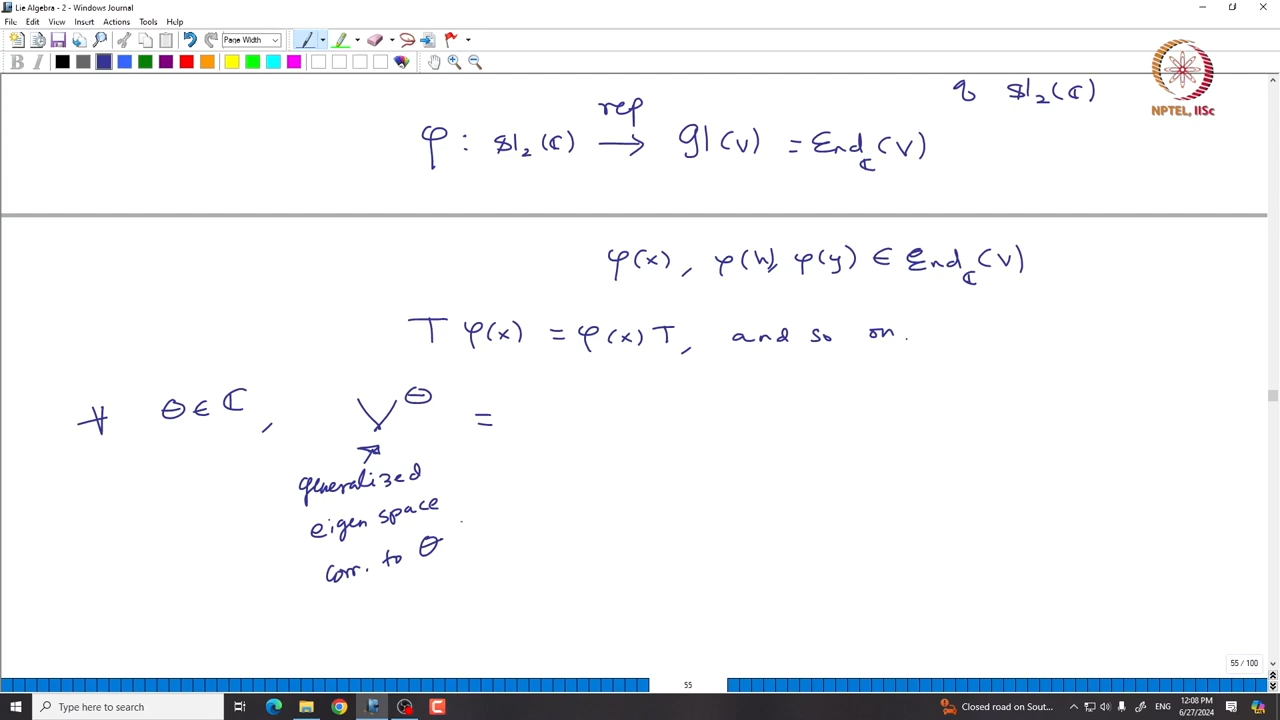 Lie Algebra - 2 - Windows Journal
File Edit View Insert Actions Tools Help
Page Width
B I
NPTEL, IISc
sl₂(ℂ)
rep
φ : sl₂(ℂ) ⟶ gl(V) = End_ℂ(V)
φ(x), φ(h), φ(y) ∈ End_ℂ(V)
T φ(x) = φ(x) T, and so on.
∀ θ ∈ ℂ, V^θ =
generalized
eigen space
corr. to θ
55 / 100
55
Type here to search
Closed road on Sout...
ENG
12:08 PM
6/27/2024